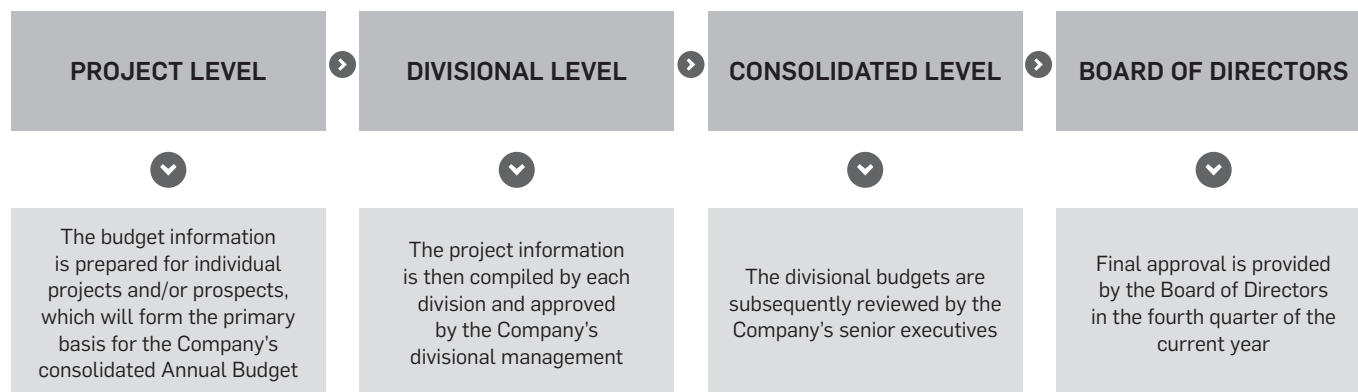 PROJECT LEVEL
DIVISIONAL LEVEL
CONSOLIDATED LEVEL
BOARD OF DIRECTORS
The budget information
is prepared for individual
projects and/or prospects,
which will form the primary
basis for the Company's
consolidated Annual Budget
The project information
is then compiled by each
division and approved
by the Company's
divisional management
The divisional budgets are
subsequently reviewed by the
Company's senior executives
Final approval is provided
by the Board of Directors
in the fourth quarter of the
current year